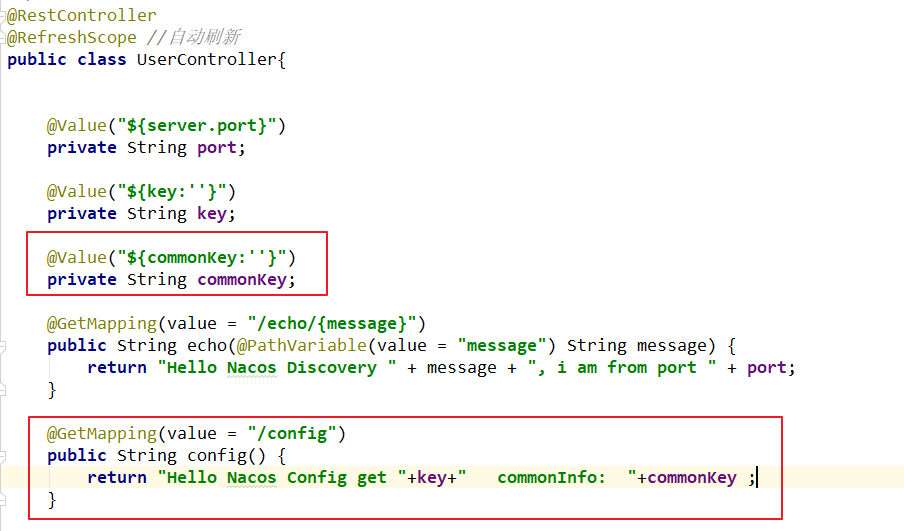 @RestController
@RefreshScope //自动刷新
public class UserController{
@Value("${server.port}")
private String port;
@Value("${key:''}")
private String key;
@Value("${commonKey:''}")
private String commonKey;
@GetMapping(value = "/echo/{message}")
public String echo(@PathVariable(value = "message") String message) {
return "Hello Nacos Discovery " + message + ", i am from port " + port;
}
@GetMapping(value = "/config")
public String config() {
return "Hello Nacos Config get "+key+"   commonInfo:  "+commonKey ;
}